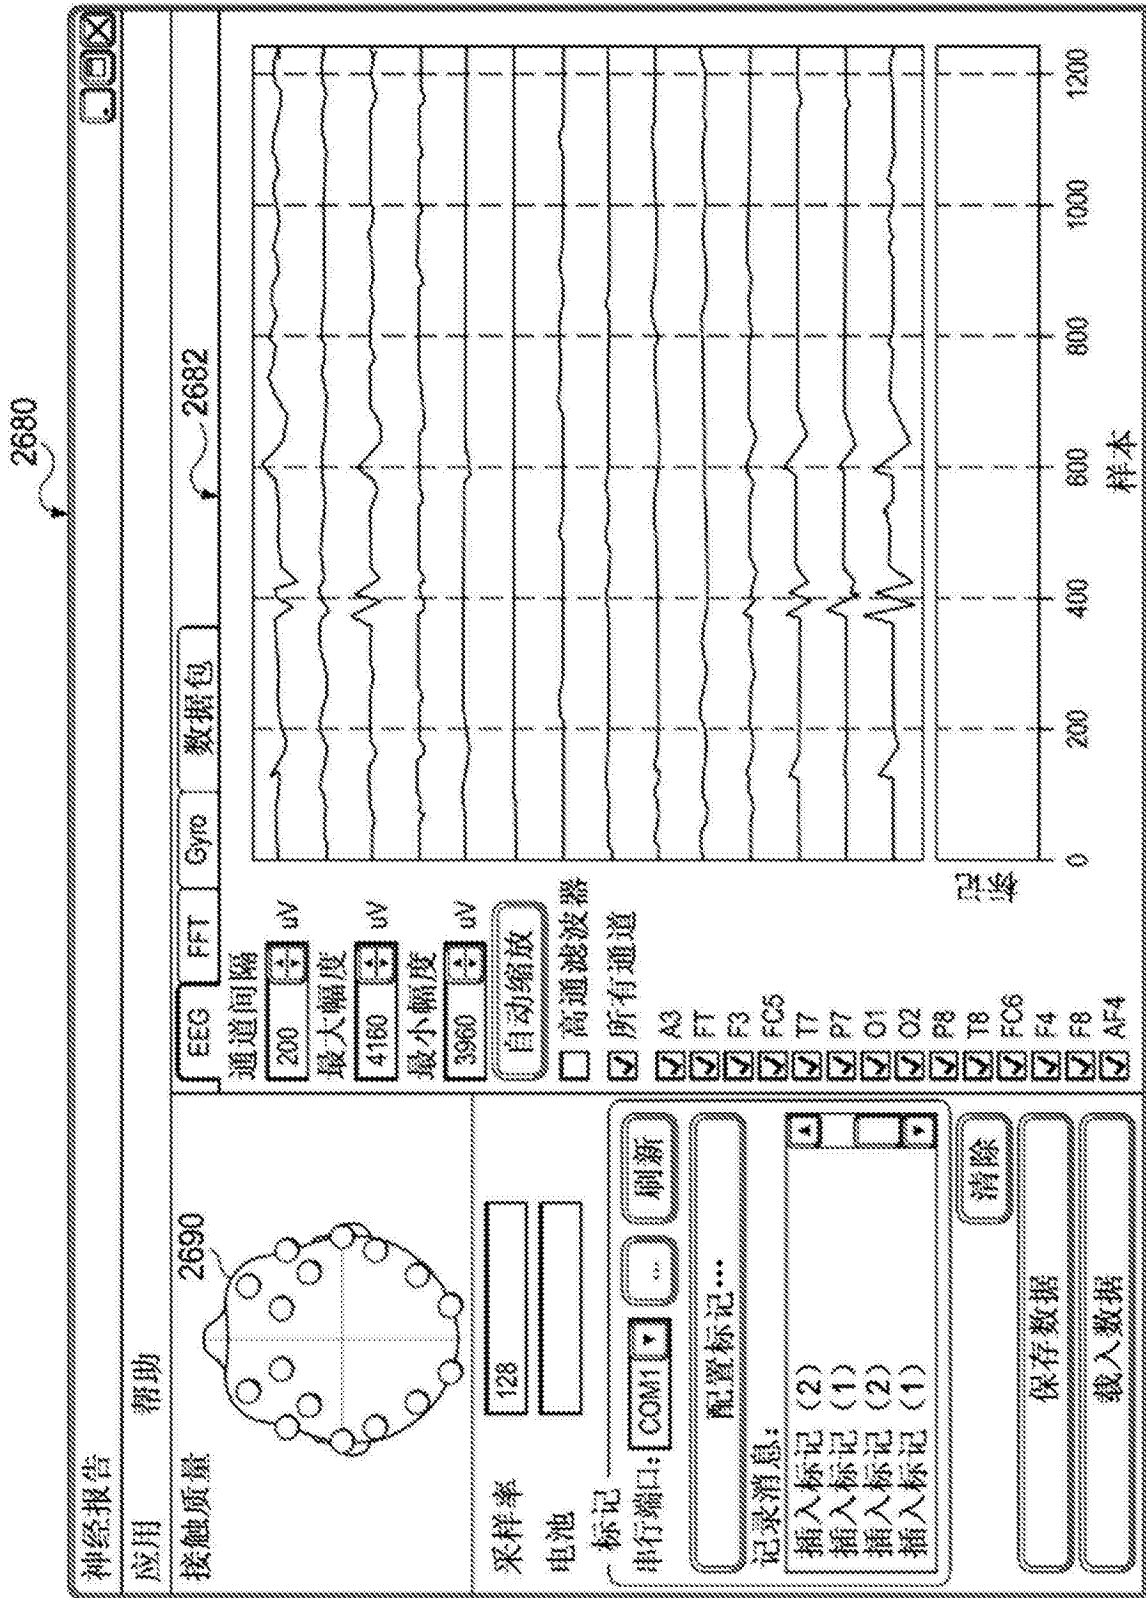 2680
神经报告
应用 帮助
接触质量
2690
采样率 128
电池
标记
串行端口: COM1 ... 刷新
配置标记...
记录消息:
插入标记 (2)
插入标记 (1)
插入标记 (2)
插入标记 (1)
清除
保存数据
载入数据
EEG FFT Gyro 数据包
2682
通道间隔
200 uV
最大幅度
4160 uV
最小幅度
3960 uV
自动缩放
高通滤波器
所有通道
A3
FT
F3
FC5
T7
P7
O1
O2
P8
T8
FC6
F4
F8
AF4
0 200 400 600 800 1000 1200
样本